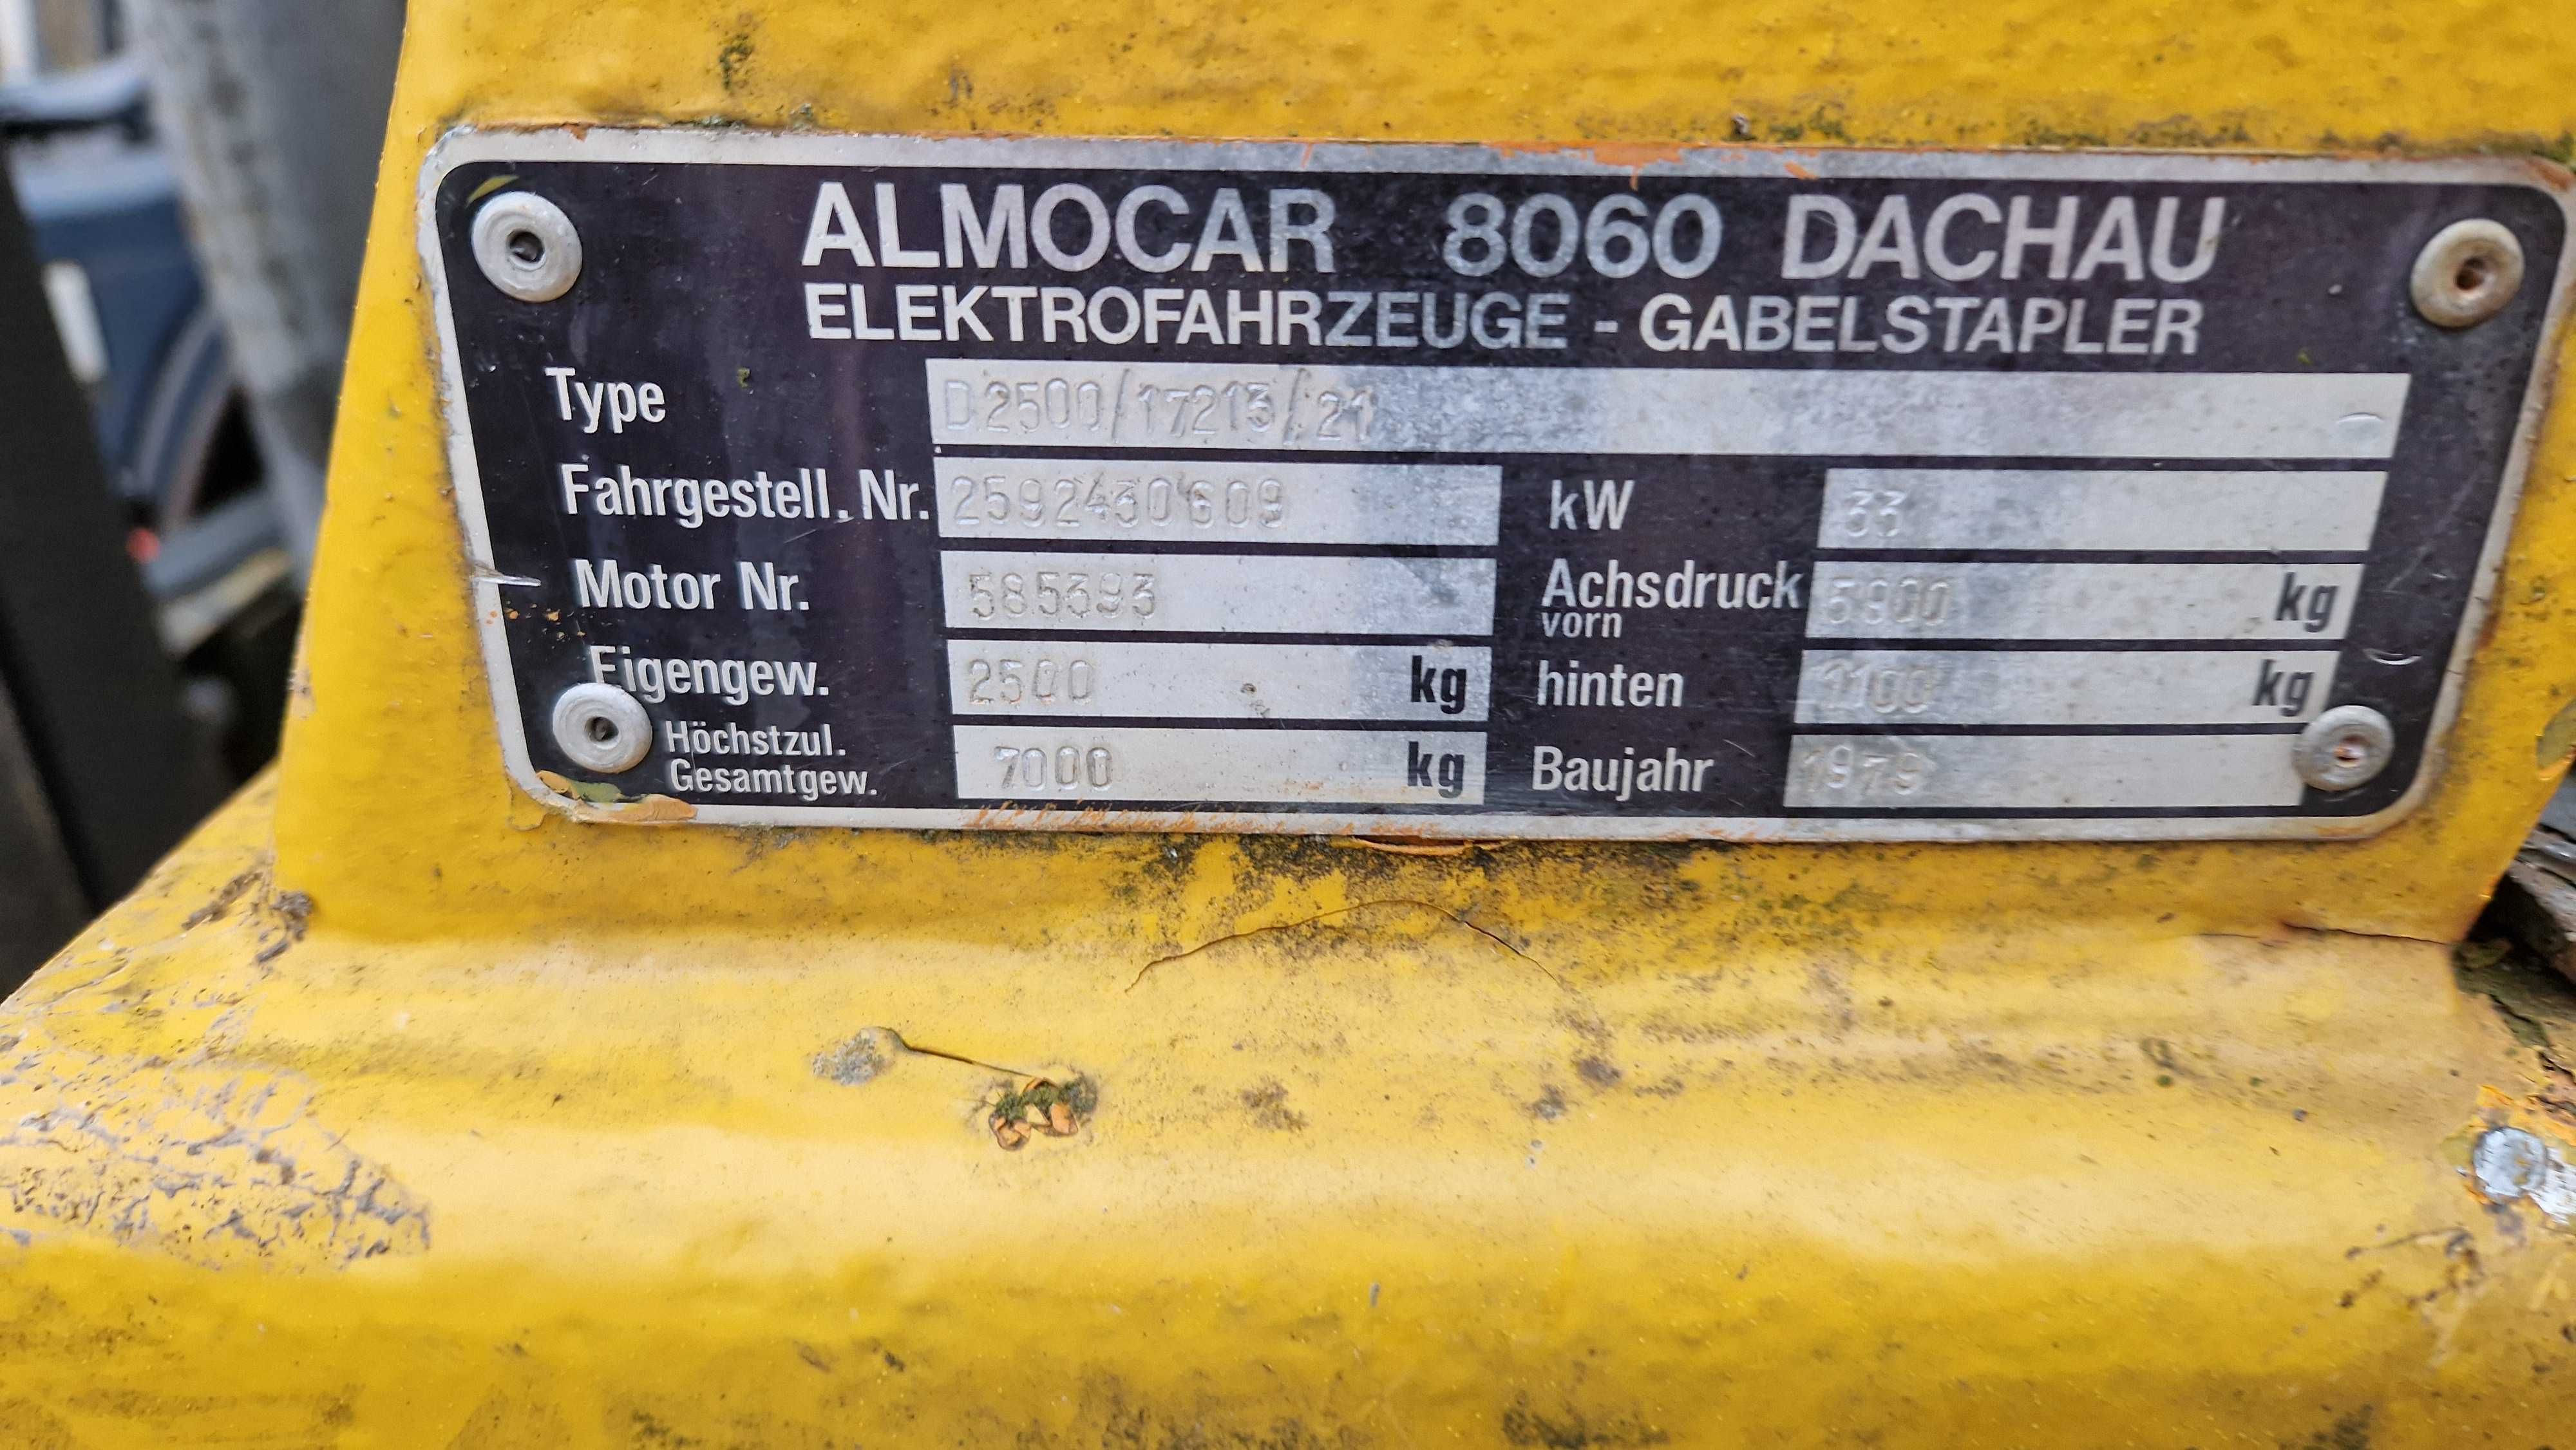 ALMOCAR 8060 DACHAU
ELEKTROFAHRZEUGE - GABELSTAPLER
Type D2500/17213/21
Fahrgestell. Nr. 2592430609 kW 33
Motor Nr. 585393 Achsdruck vorn 5900 kg
Eigengew. 2500 kg hinten 1100 kg
Höchstzul. Gesamtgew. 7000 kg Baujahr 1979